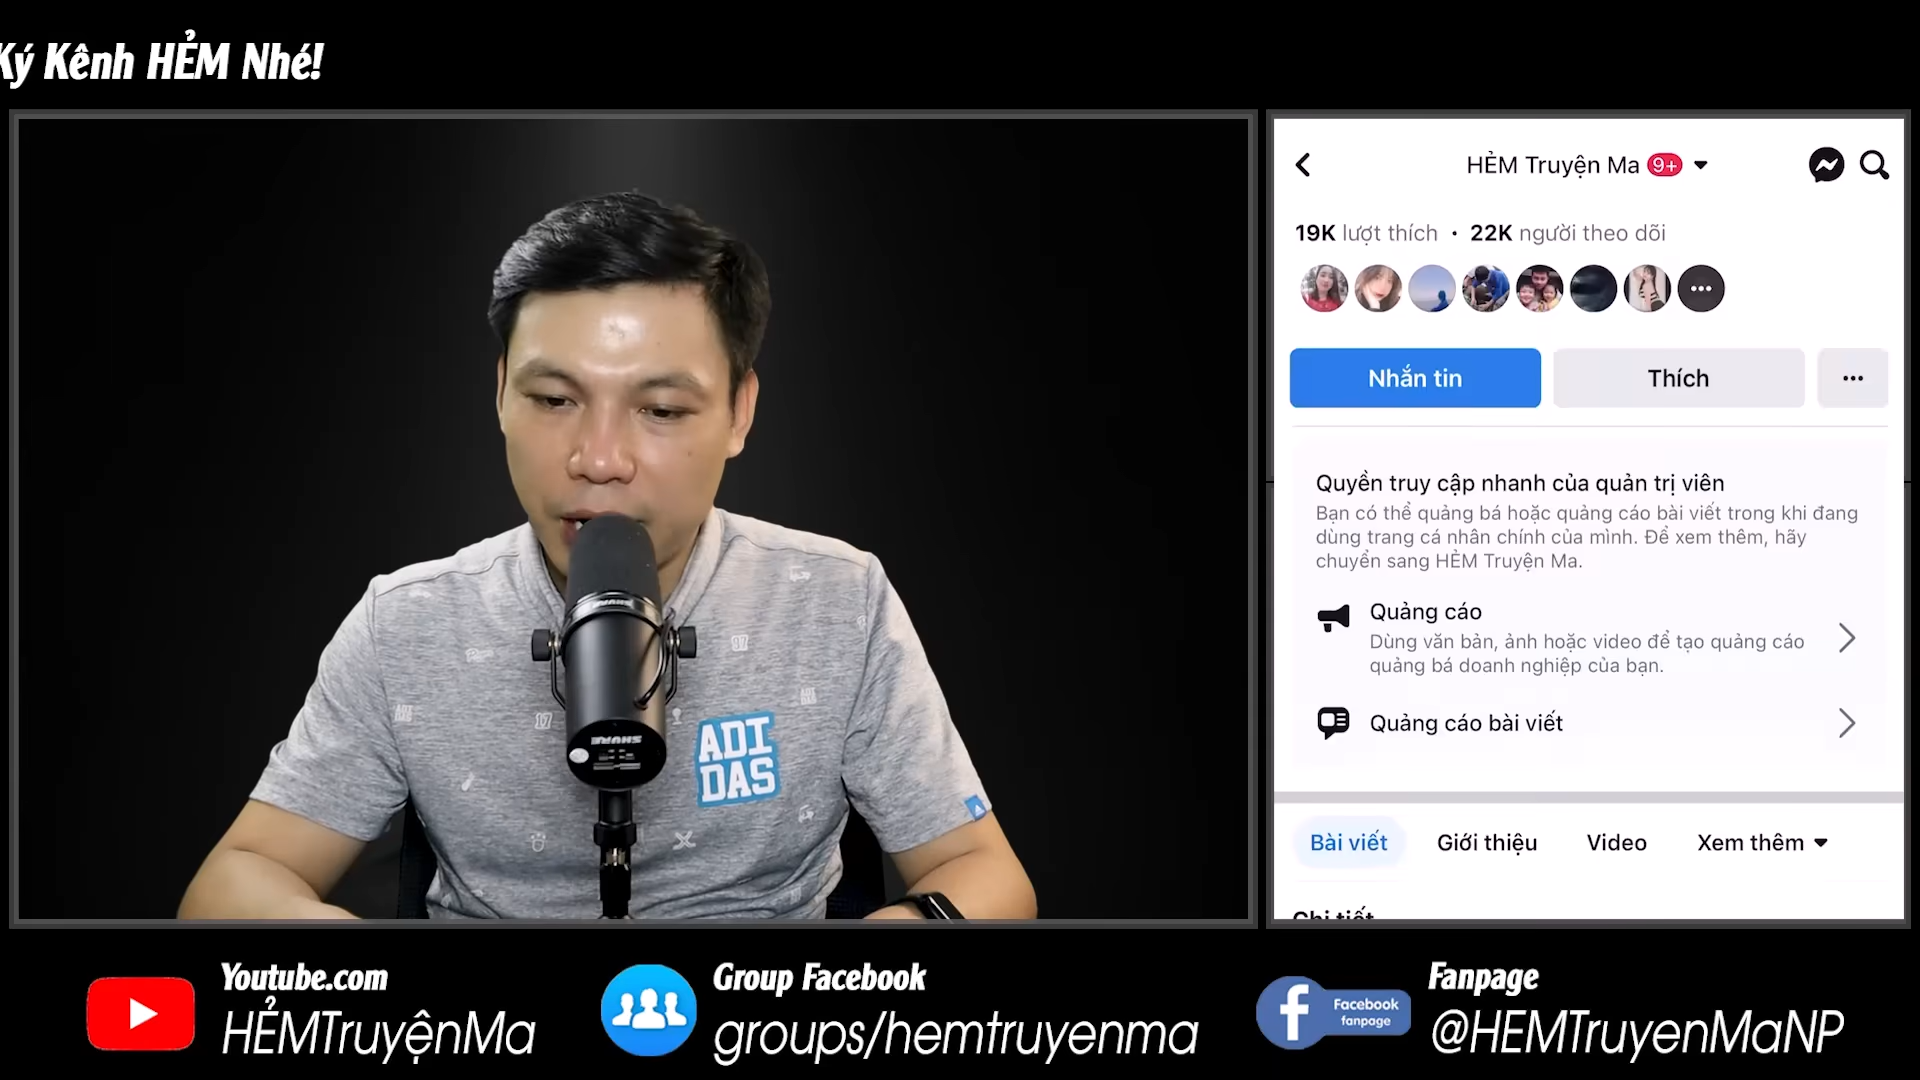 Ký Kênh HẺM Nhé!
HẺM Truyện Ma 9+
19K lượt thích · 22K người theo dõi
Nhắn tin
Thích
Quyền truy cập nhanh của quản trị viên
Bạn có thể quảng bá hoặc quảng cáo bài viết trong khi đang
dùng trang cá nhân chính của mình. Để xem thêm, hãy
chuyển sang HẺM Truyện Ma.
Quảng cáo
Dùng văn bản, ảnh hoặc video để tạo quảng cáo
quảng bá doanh nghiệp của bạn.
Quảng cáo bài viết
Bài viết
Giới thiệu
Video
Xem thêm
Chi tiết
SHURE
SHURE
ADI
DAS
Youtube.com
HẺMTruyệnMa
Group Facebook
groups/hemtruyenma
Facebook
fanpage
Fanpage
@HEMTruyenMaNP